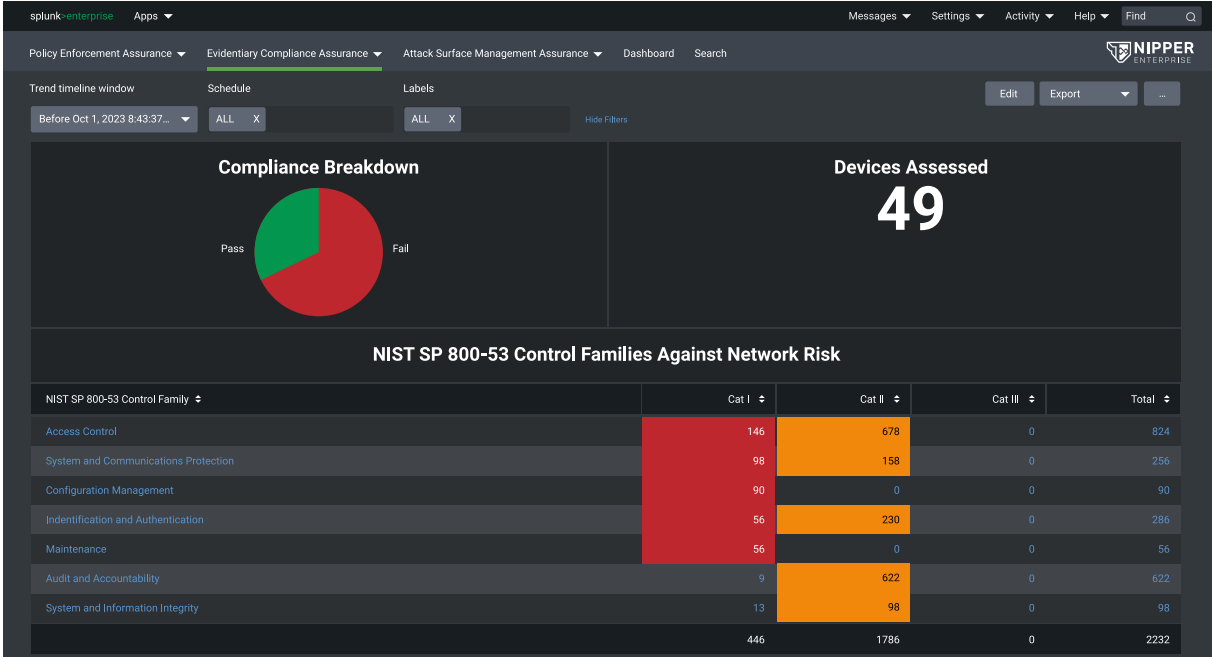 splunk>enterprise Apps Messages Settings Activity Help Find
Policy Enforcement Assurance Evidentiary Compliance Assurance Attack Surface Management Assurance Dashboard Search NIPPER ENTERPRISE
Trend timeline window Schedule Labels
Before Oct 1, 2023 8:43:37... ALL X ALL X Hide Filters Edit Export ...
Compliance Breakdown
Pass Fail
Devices Assessed
49
NIST SP 800-53 Control Families Against Network Risk
NIST SP 800-53 Control Family Cat I Cat II Cat III Total
Access Control 146 678 0 824
System and Communications Protection 98 158 0 256
Configuration Management 90 0 0 90
Indentification and Authentication 56 230 0 286
Maintenance 56 0 0 56
Audit and Accountability 9 622 0 622
System and Information Integrity 13 98 0 98
446 1786 0 2232